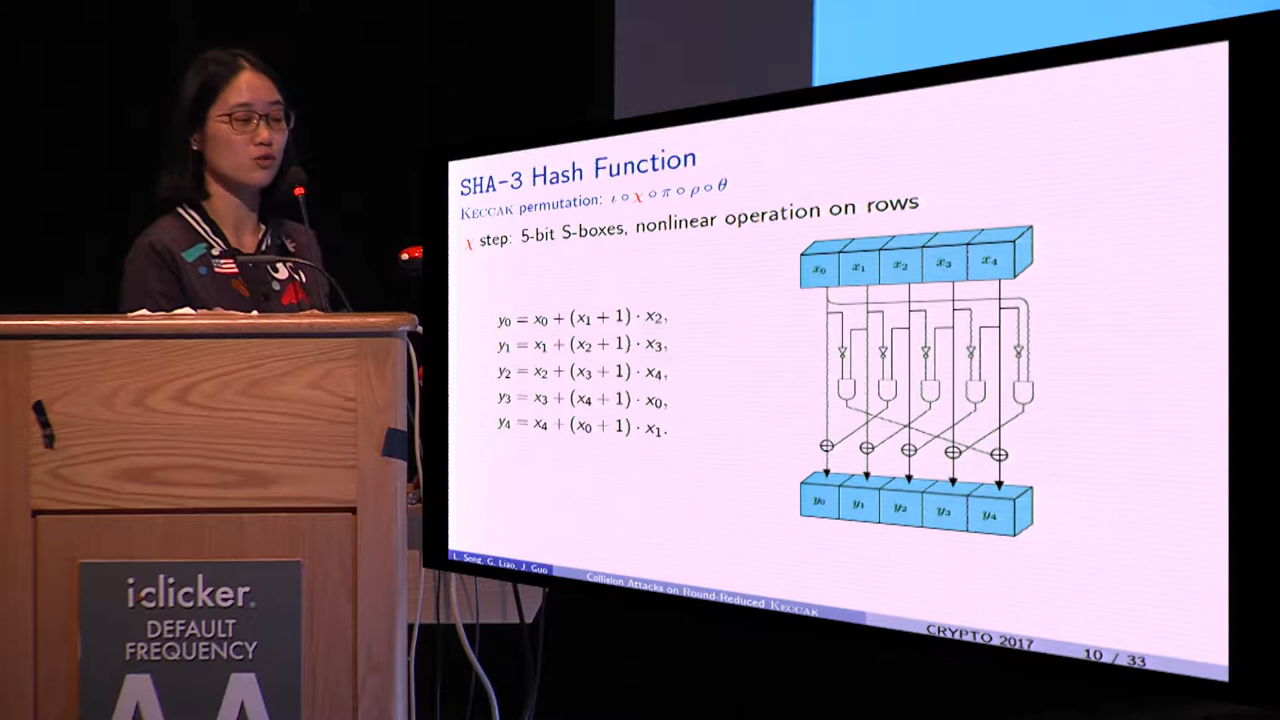 SHA-3 Hash Function
KECCAK permutation: ι ∘ χ ∘ π ∘ ρ ∘ θ
χ step: 5-bit S-boxes, nonlinear operation on rows
x₀ x₁ x₂ x₃ x₄
y₀ = x₀ + (x₁ + 1) · x₂,
y₁ = x₁ + (x₂ + 1) · x₃,
y₂ = x₂ + (x₃ + 1) · x₄,
y₃ = x₃ + (x₄ + 1) · x₀,
y₄ = x₄ + (x₀ + 1) · x₁.
y₀ y₁ y₂ y₃ y₄
L. Song, G. Liao, J. Guo
Collision Attacks on Round-Reduced KECCAK
CRYPTO 2017
10 / 33
iclicker.
DEFAULT
FREQUENCY
AA